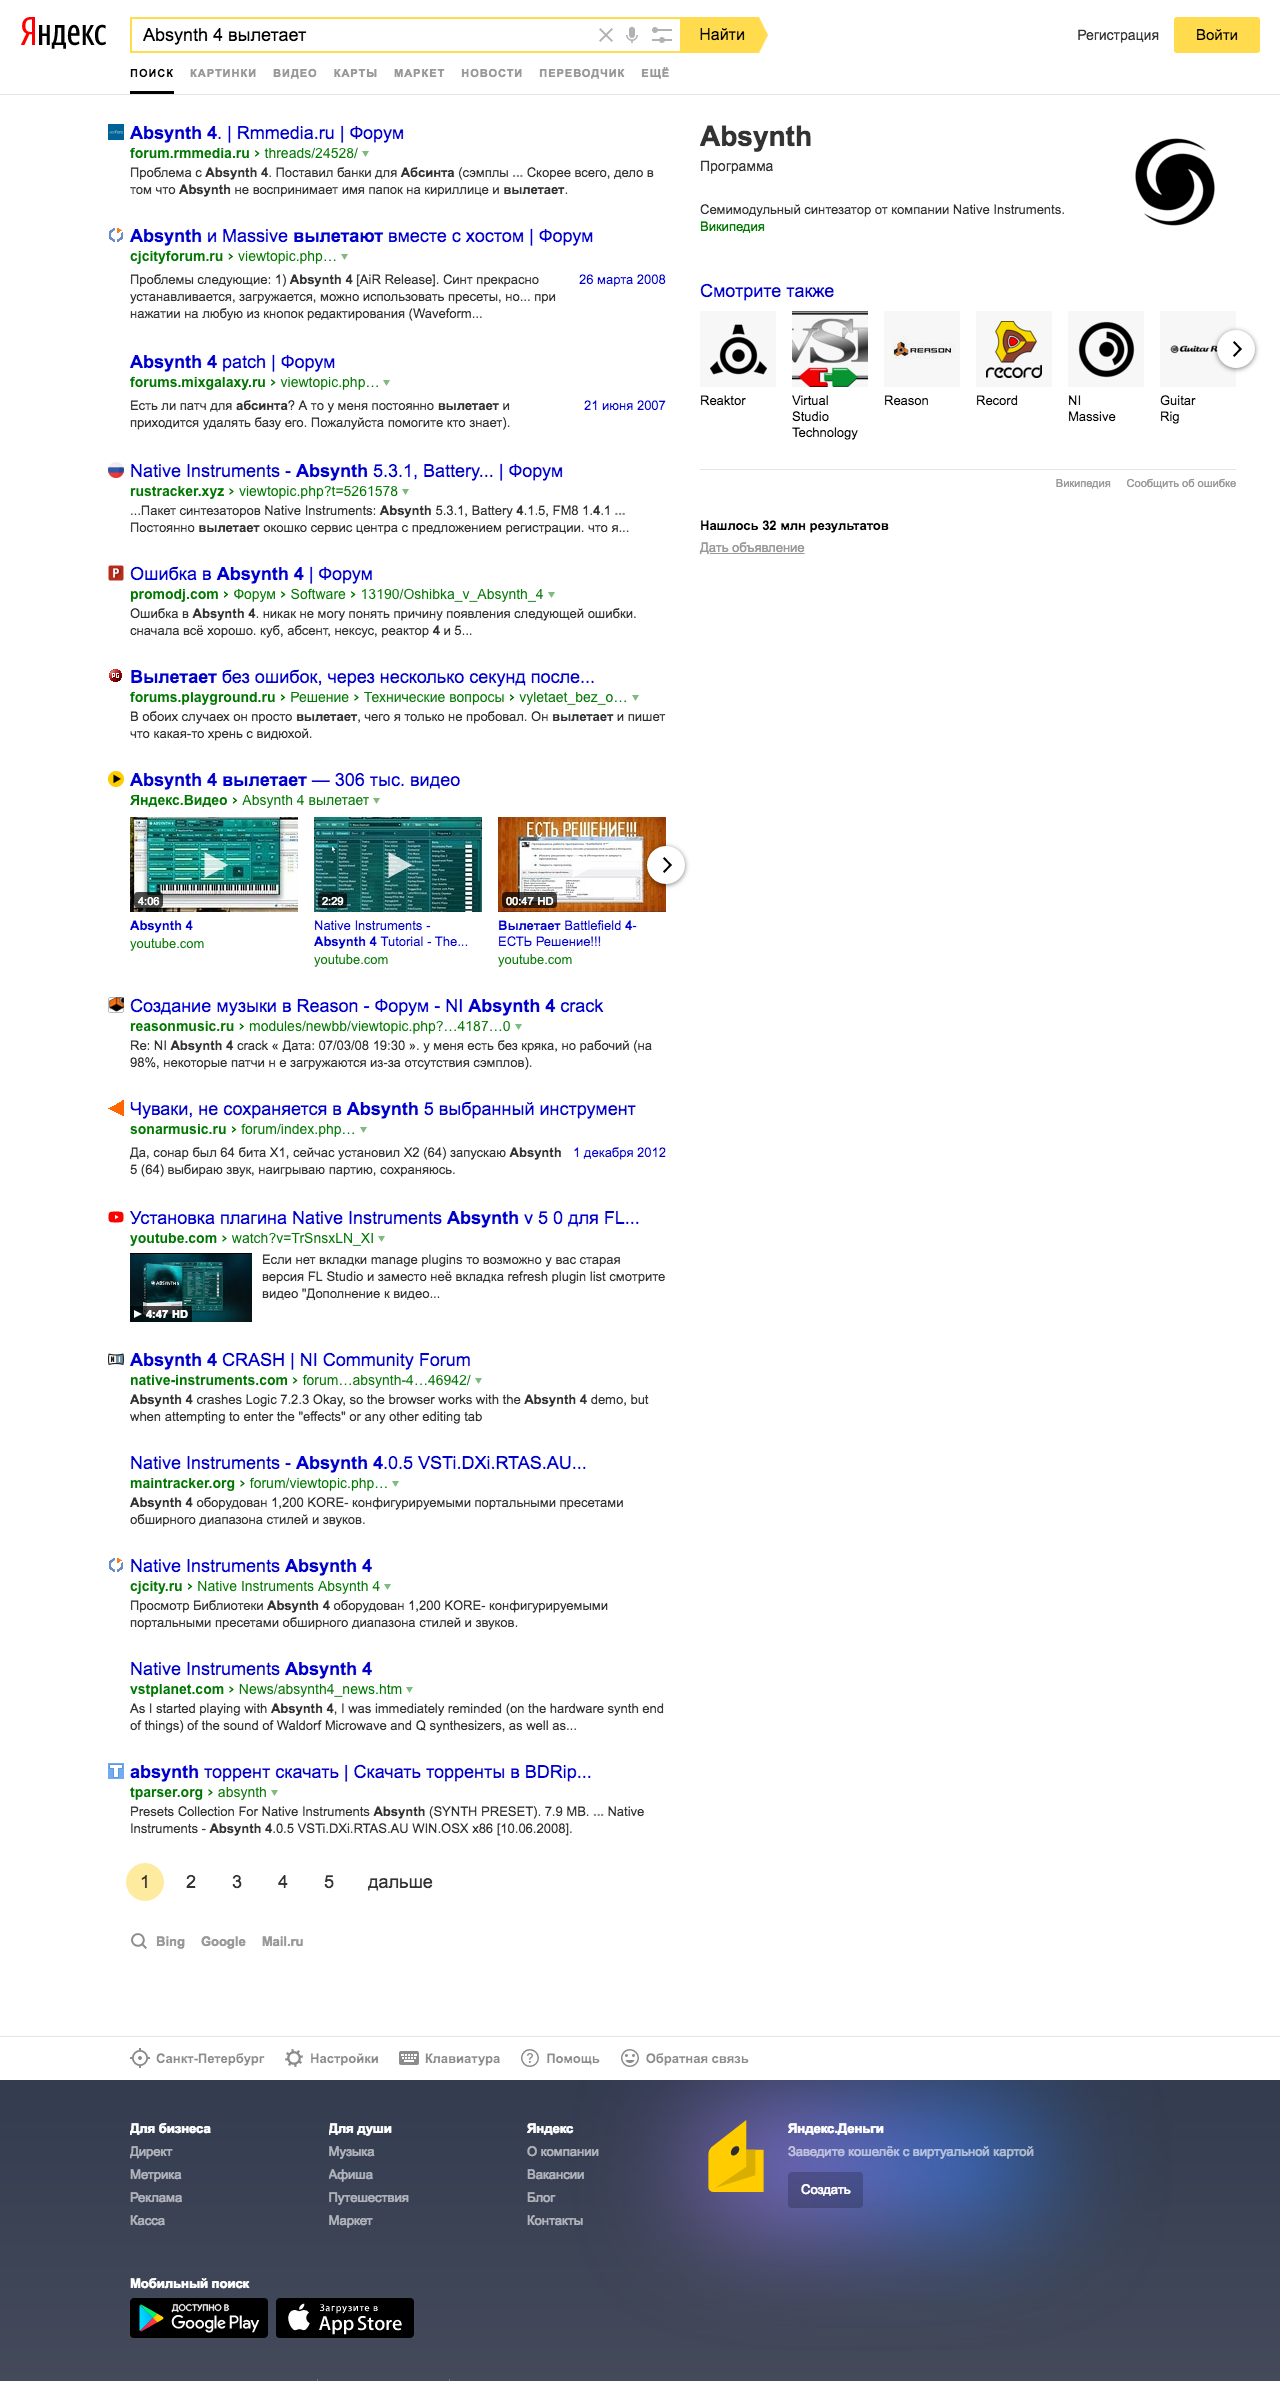 Яндекс
Absynth 4 вылетает
Найти
Регистрация
Войти
ПОИСК КАРТИНКИ ВИДЕО КАРТЫ МАРКЕТ НОВОСТИ ПЕРЕВОДЧИК ЕЩЁ
Absynth 4. | Rmmedia.ru | Форум
forum.rmmedia.ru › threads/24528/
Проблема с Absynth 4. Поставил банки для Абсинта (сэмплы ... Скорее всего, дело в
том что Absynth не воспринимает имя папок на кириллице и вылетает.
Absynth и Massive вылетают вместе с хостом | Форум
cjcityforum.ru › viewtopic.php…
Проблемы следующие: 1) Absynth 4 [AiR Release]. Синт прекрасно
26 марта 2008
устанавливается, загружается, можно использовать пресеты, но... при
нажатии на любую из кнопок редактирования (Waveform...
Absynth 4 patch | Форум
forums.mixgalaxy.ru › viewtopic.php…
Есть ли патч для абсинта? А то у меня постоянно вылетает и
21 июня 2007
приходится удалять базу его. Пожалуйста помогите кто знает).
Native Instruments - Absynth 5.3.1, Battery... | Форум
rustracker.xyz › viewtopic.php?t=5261578
...Пакет синтезаторов Native Instruments: Absynth 5.3.1, Battery 4.1.5, FM8 1.4.1 ...
Постоянно вылетает окошко сервис центра с предложением регистрации. что я...
Ошибка в Absynth 4 | Форум
promodj.com › Форум › Software › 13190/Oshibka_v_Absynth_4
Ошибка в Absynth 4. никак не могу понять причину появления следующей ошибки.
сначала всё хорошо. куб, абсент, нексус, реактор 4 и 5...
Вылетает без ошибок, через несколько секунд после...
forums.playground.ru › Решение › Технические вопросы › vyletaet_bez_o…
В обоих случаех он просто вылетает, чего я только не пробовал. Он вылетает и пишет
что какая-то хрень с видюхой.
Absynth 4 вылетает — 306 тыс. видео
Яндекс.Видео › Absynth 4 вылетает
ЕСТЬ РЕШЕНИЕ!!!
4:06
2:29
00:47 HD
Absynth 4
youtube.com
Native Instruments -
Absynth 4 Tutorial - The...
youtube.com
Вылетает Battlefield 4-
ЕСТЬ Решение!!!
youtube.com
Создание музыки в Reason - Форум - NI Absynth 4 crack
reasonmusic.ru › modules/newbb/viewtopic.php?…4187…0
Re: NI Absynth 4 crack « Дата: 07/03/08 19:30 ». у меня есть без кряка, но рабочий (на
98%, некоторые патчи н е загружаются из-за отсутствия сэмплов).
Чуваки, не сохраняется в Absynth 5 выбранный инструмент
sonarmusic.ru › forum/index.php…
Да, сонар был 64 бита X1, сейчас установил X2 (64) запускаю Absynth
1 декабря 2012
5 (64) выбираю звук, наигрываю партию, сохраняюсь.
Установка плагина Native Instruments Absynth v 5 0 для FL...
youtube.com › watch?v=TrSnsxLN_XI
ABSYNTH 5
4:47 HD
Если нет вкладки manage plugins то возможно у вас старая
версия FL Studio и заместо неё вкладка refresh plugin list смотрите
видео "Дополнение к видео...
Absynth 4 CRASH | NI Community Forum
native-instruments.com › forum…absynth-4…46942/
Absynth 4 crashes Logic 7.2.3 Okay, so the browser works with the Absynth 4 demo, but
when attempting to enter the "effects" or any other editing tab
Native Instruments - Absynth 4.0.5 VSTi.DXi.RTAS.AU...
maintracker.org › forum/viewtopic.php…
Absynth 4 оборудован 1,200 KORE- конфигурируемыми портальными пресетами
обширного диапазона стилей и звуков.
Native Instruments Absynth 4
cjcity.ru › Native Instruments Absynth 4
Просмотр Библиотеки Absynth 4 оборудован 1,200 KORE- конфигурируемыми
портальными пресетами обширного диапазона стилей и звуков.
Native Instruments Absynth 4
vstplanet.com › News/absynth4_news.htm
As I started playing with Absynth 4, I was immediately reminded (on the hardware synth end
of things) of the sound of Waldorf Microwave and Q synthesizers, as well as...
absynth торрент скачать | Скачать торренты в BDRip...
tparser.org › absynth
Presets Collection For Native Instruments Absynth (SYNTH PRESET). 7.9 MB. ... Native
Instruments - Absynth 4.0.5 VSTi.DXi.RTAS.AU WIN.OSX x86 [10.06.2008].
1 2 3 4 5 дальше
Bing Google Mail.ru
Absynth
Программа
Семимодульный синтезатор от компании Native Instruments.
Википедия
Смотрите также
VST
REASON
record
Guitar R
Reaktor
Virtual
Studio
Technology
Reason
Record
NI
Massive
Guitar
Rig
Википедия Сообщить об ошибке
Нашлось 32 млн результатов
Дать объявление
Санкт-Петербург Настройки Клавиатура Помощь Обратная связь
Для бизнеса
Директ
Метрика
Реклама
Касса
Для души
Музыка
Афиша
Путешествия
Маркет
Яндекс
О компании
Вакансии
Блог
Контакты
Яндекс.Деньги
Заведите кошелёк с виртуальной картой
Создать
Мобильный поиск
ДОСТУПНО В
Google Play
Загрузите в
App Store